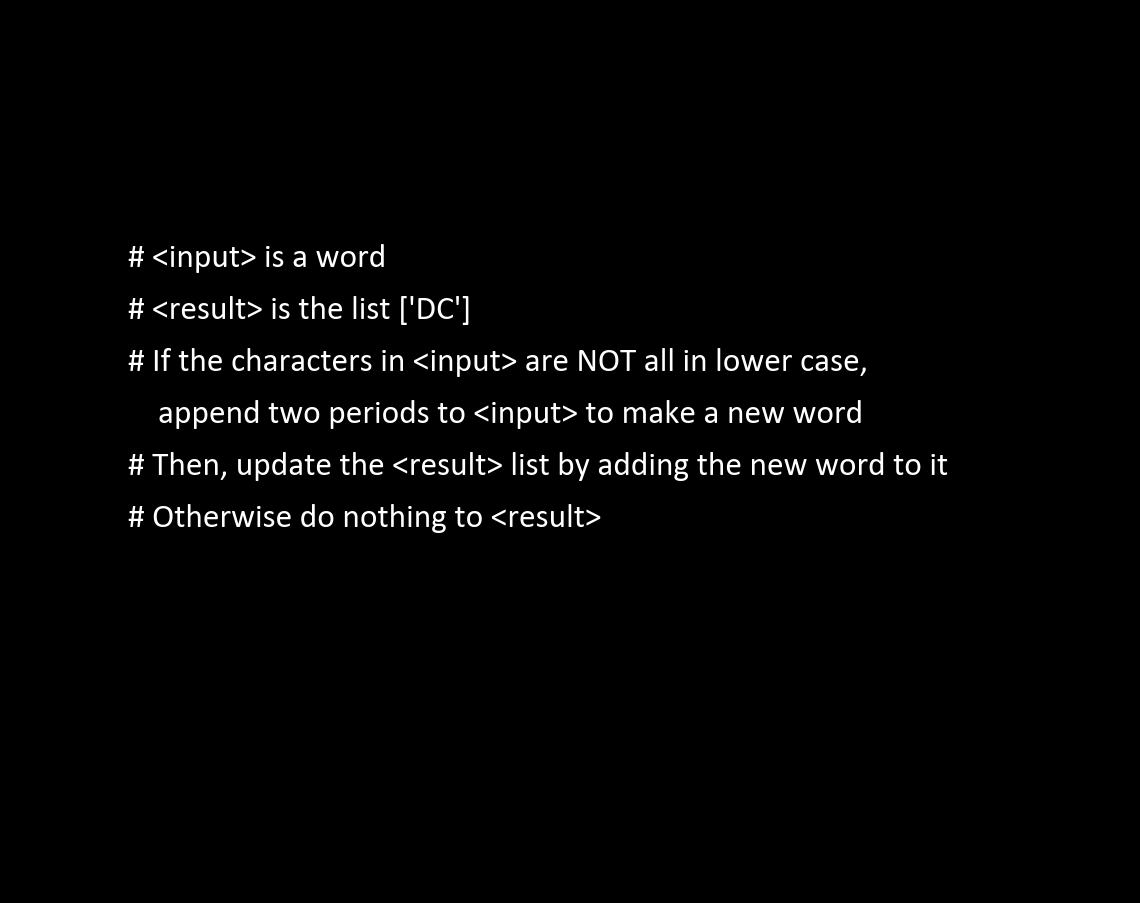 # <input> is a word
# <result> is the list ['DC']
# If the characters in <input> are NOT all in lower case,
append two periods to <input> to make a new word
# Then, update the <result> list by adding the new word to it
# Otherwise do nothing to <result>